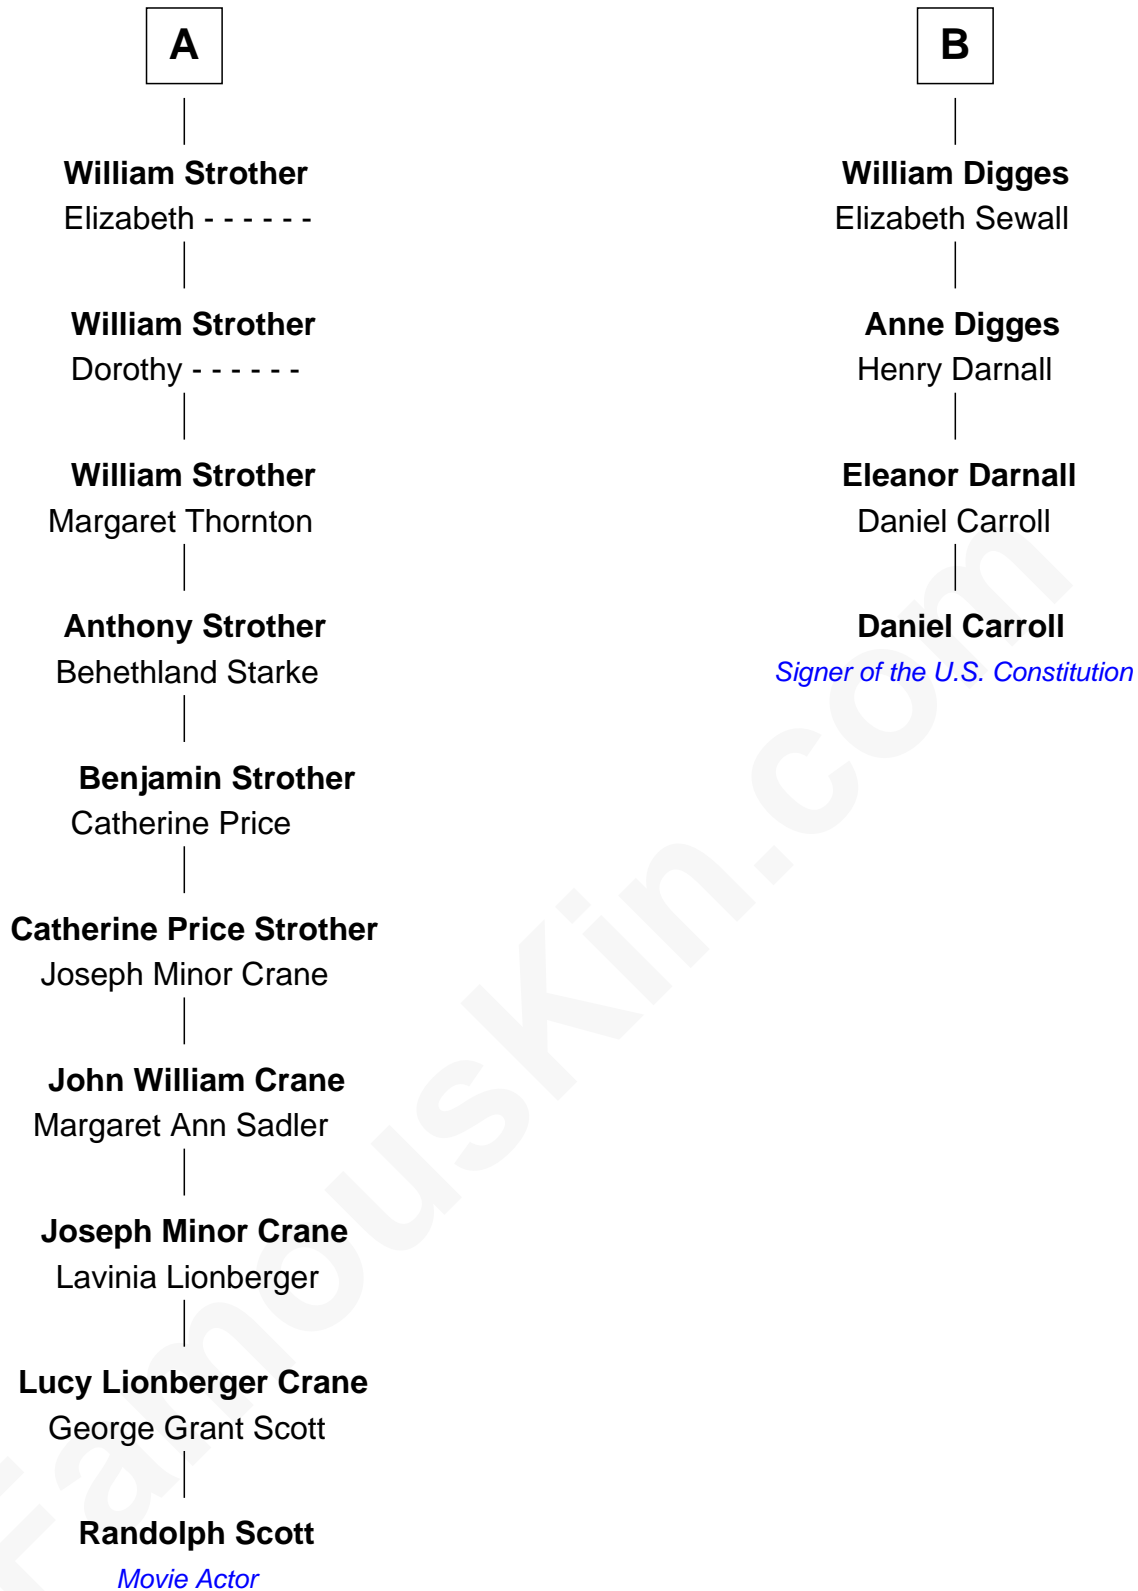 A
William Strother
Elizabeth - - - - - -
William Strother
Dorothy - - - - - -
William Strother
Margaret Thornton
Anthony Strother
Behethland Starke
Benjamin Strother
Catherine Price
Catherine Price Strother
Joseph Minor Crane
John William Crane
Margaret Ann Sadler
Joseph Minor Crane
Lavinia Lionberger
Lucy Lionberger Crane
George Grant Scott
Randolph Scott
Movie Actor
B
William Digges
Elizabeth Sewall
Anne Digges
Henry Darnall
Eleanor Darnall
Daniel Carroll
Daniel Carroll
Signer of the U.S. Constitution
FamousKin.com